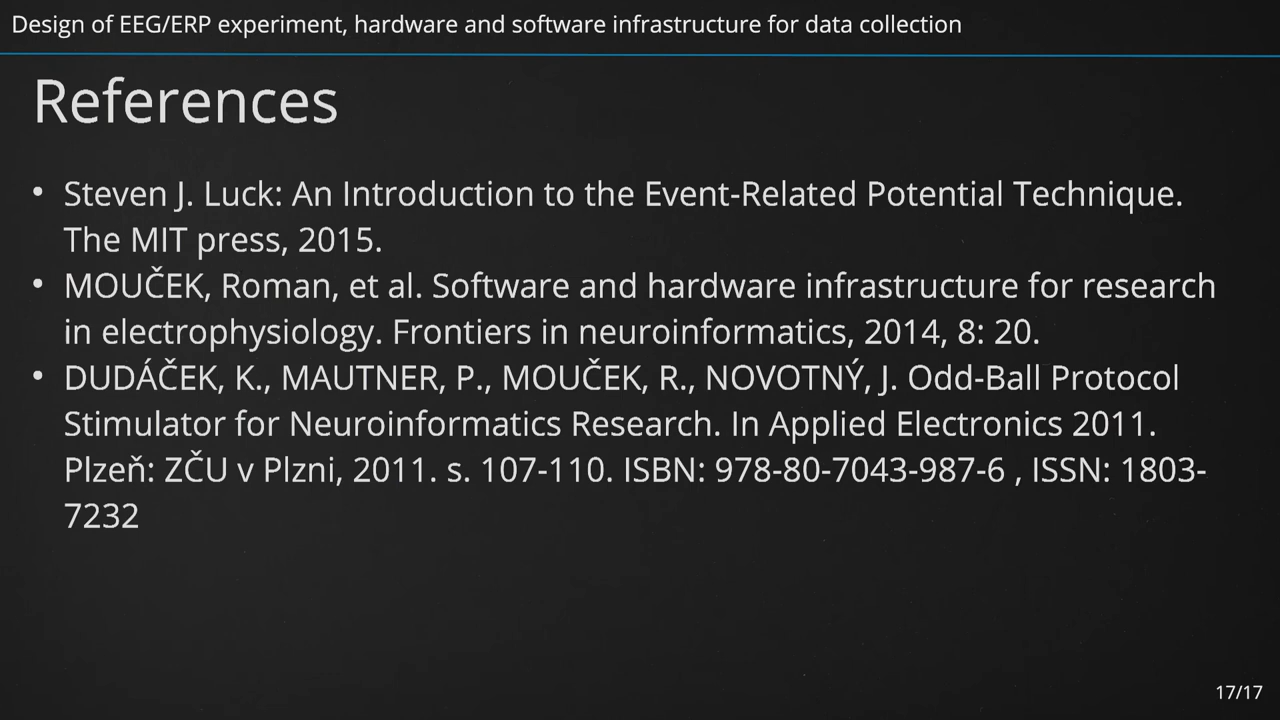 Design of EEG/ERP experiment, hardware and software infrastructure for data collection
References
• Steven J. Luck: An Introduction to the Event-Related Potential Technique.
The MIT press, 2015.
• MOUČEK, Roman, et al. Software and hardware infrastructure for research
in electrophysiology. Frontiers in neuroinformatics, 2014, 8: 20.
• DUDÁČEK, K., MAUTNER, P., MOUČEK, R., NOVOTNÝ, J. Odd-Ball Protocol
Stimulator for Neuroinformatics Research. In Applied Electronics 2011.
Plzeň: ZČU v Plzni, 2011. s. 107-110. ISBN: 978-80-7043-987-6 , ISSN: 1803-
7232
17/17